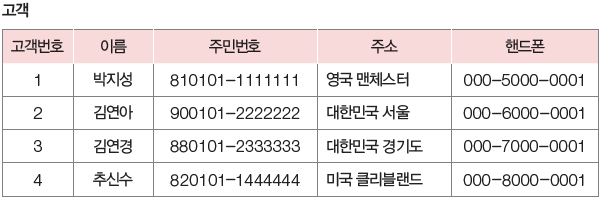 고객
고객번호 이름 주민번호 주소 핸드폰
1 박지성 810101-1111111 영국 맨체스터 000-5000-0001
2 김연아 900101-2222222 대한민국 서울 000-6000-0001
3 김연경 880101-2333333 대한민국 경기도 000-7000-0001
4 추신수 820101-1444444 미국 클리블랜드 000-8000-0001